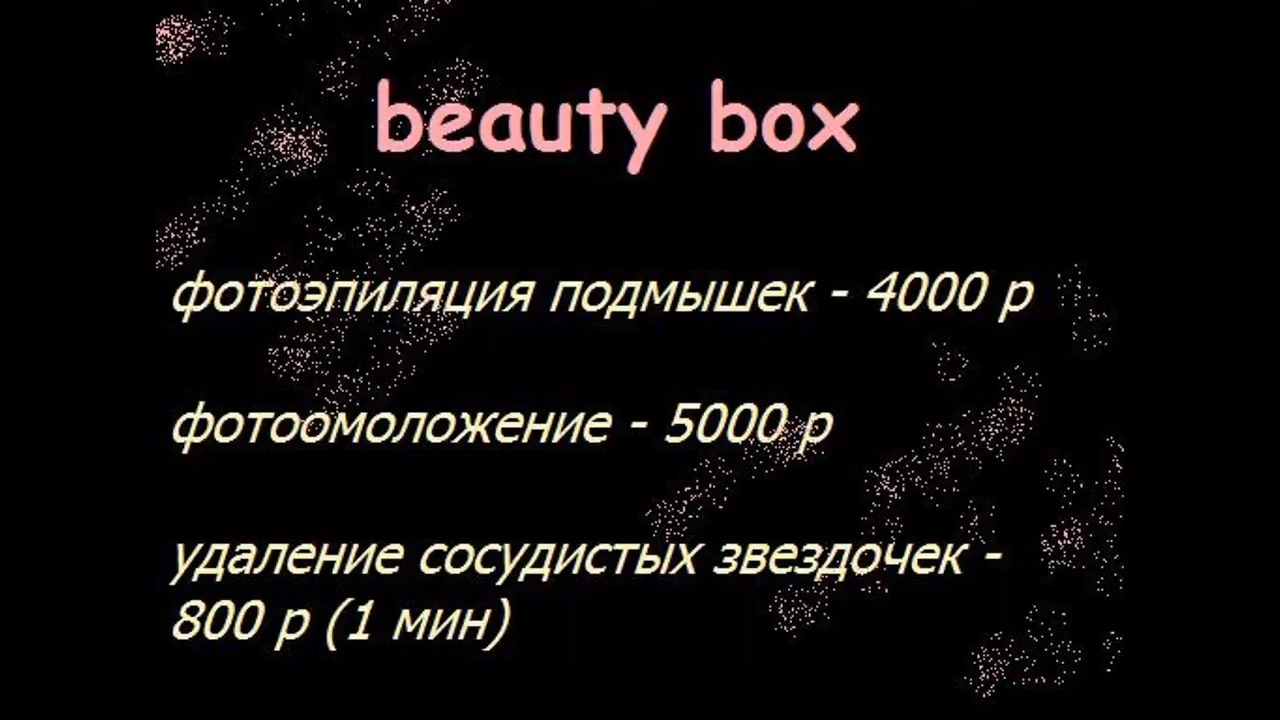 beauty box
фотоэпиляция подмышек - 4000 р
фотоомоложение - 5000 р
удаление сосудистых звездочек -
800 р (1 мин)